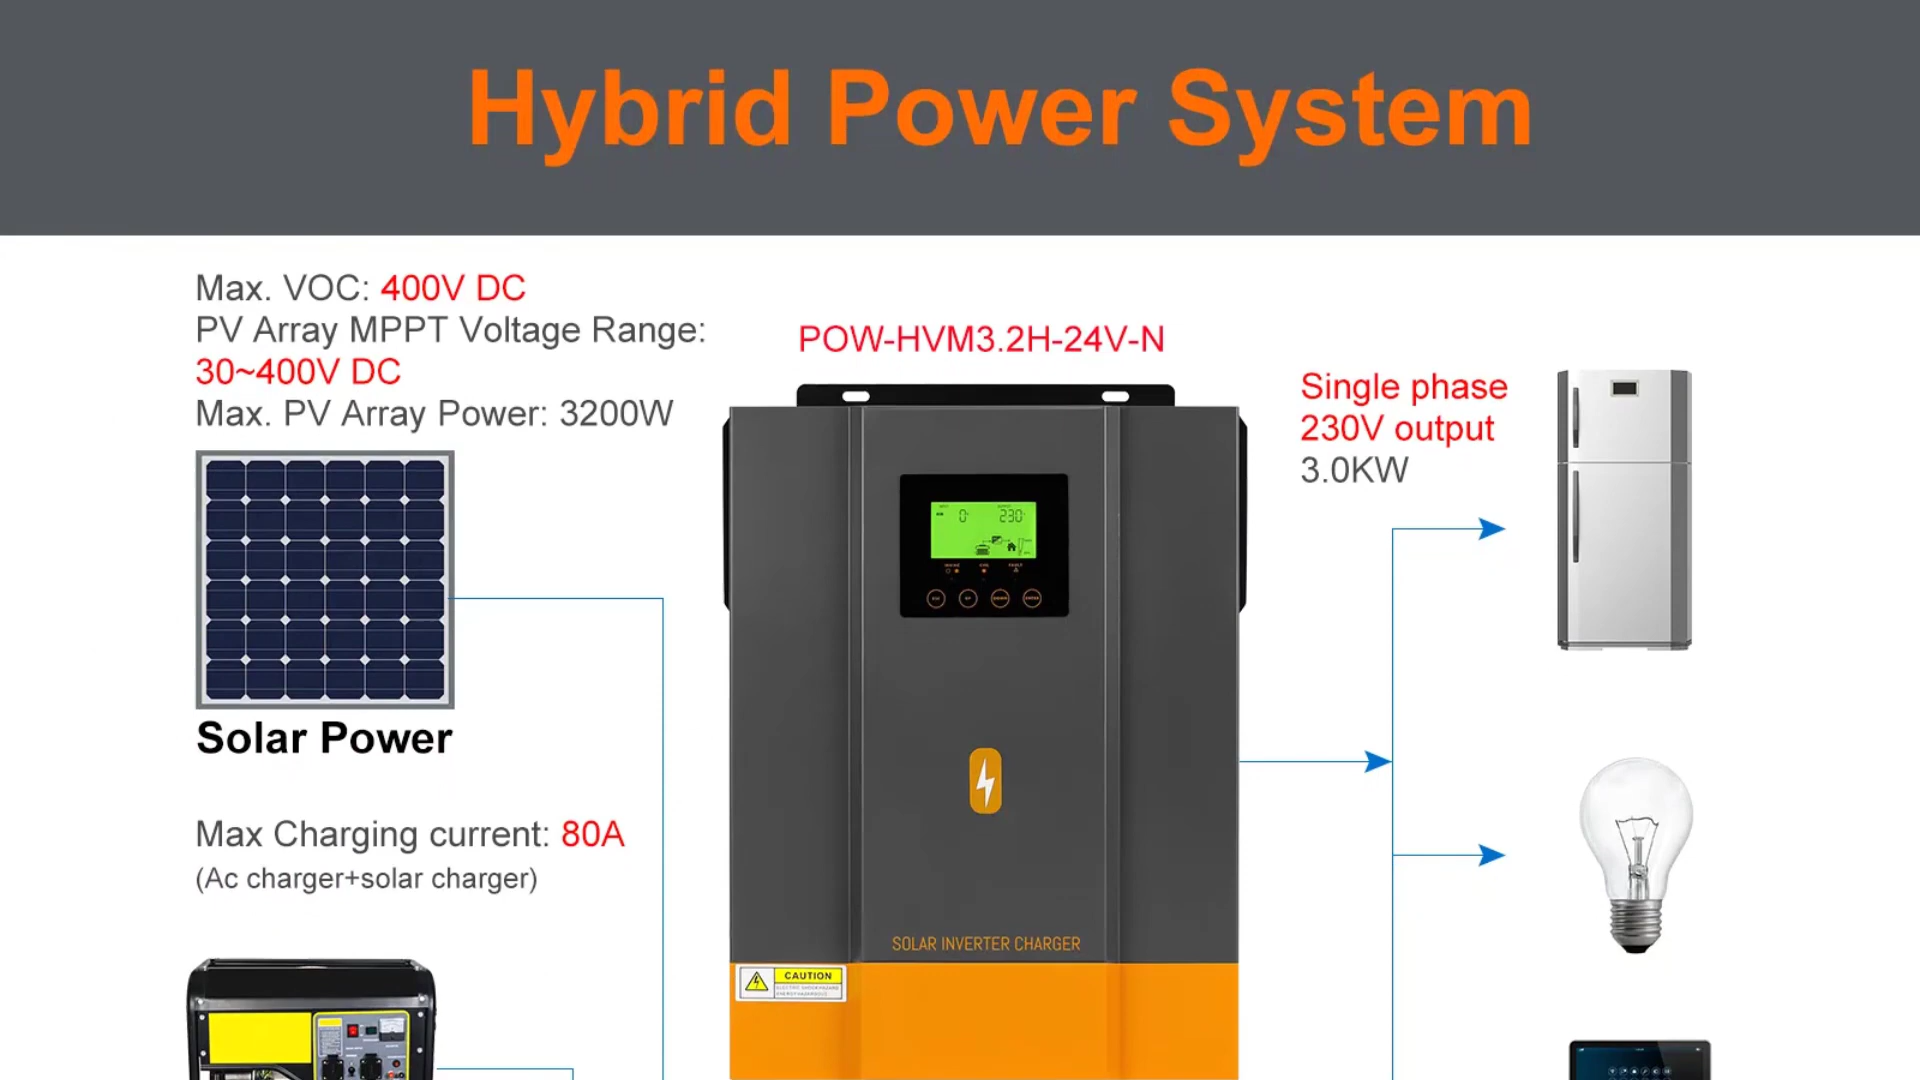 Hybrid Power System
Max. VOC: 400V DC
PV Array MPPT Voltage Range:
30~400V DC
Max. PV Array Power: 3200W
POW-HVM3.2H-24V-N
Single phase
230V output
3.0KW
0
230
Solar Power
Max Charging current: 80A
(Ac charger+solar charger)
SOLAR INVERTER CHARGER
CAUTION